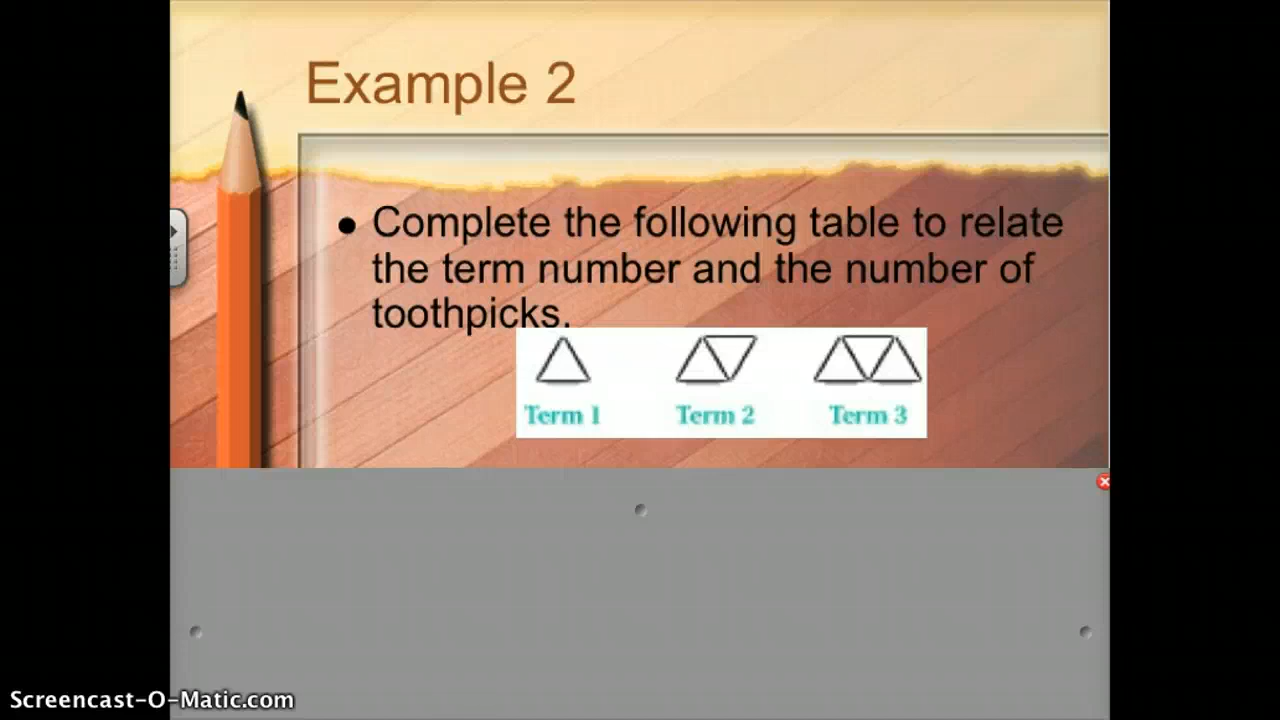 Example 2
• Complete the following table to relate
the term number and the number of
toothpicks.
Term 1 Term 2 Term 3
Screencast-O-Matic.com